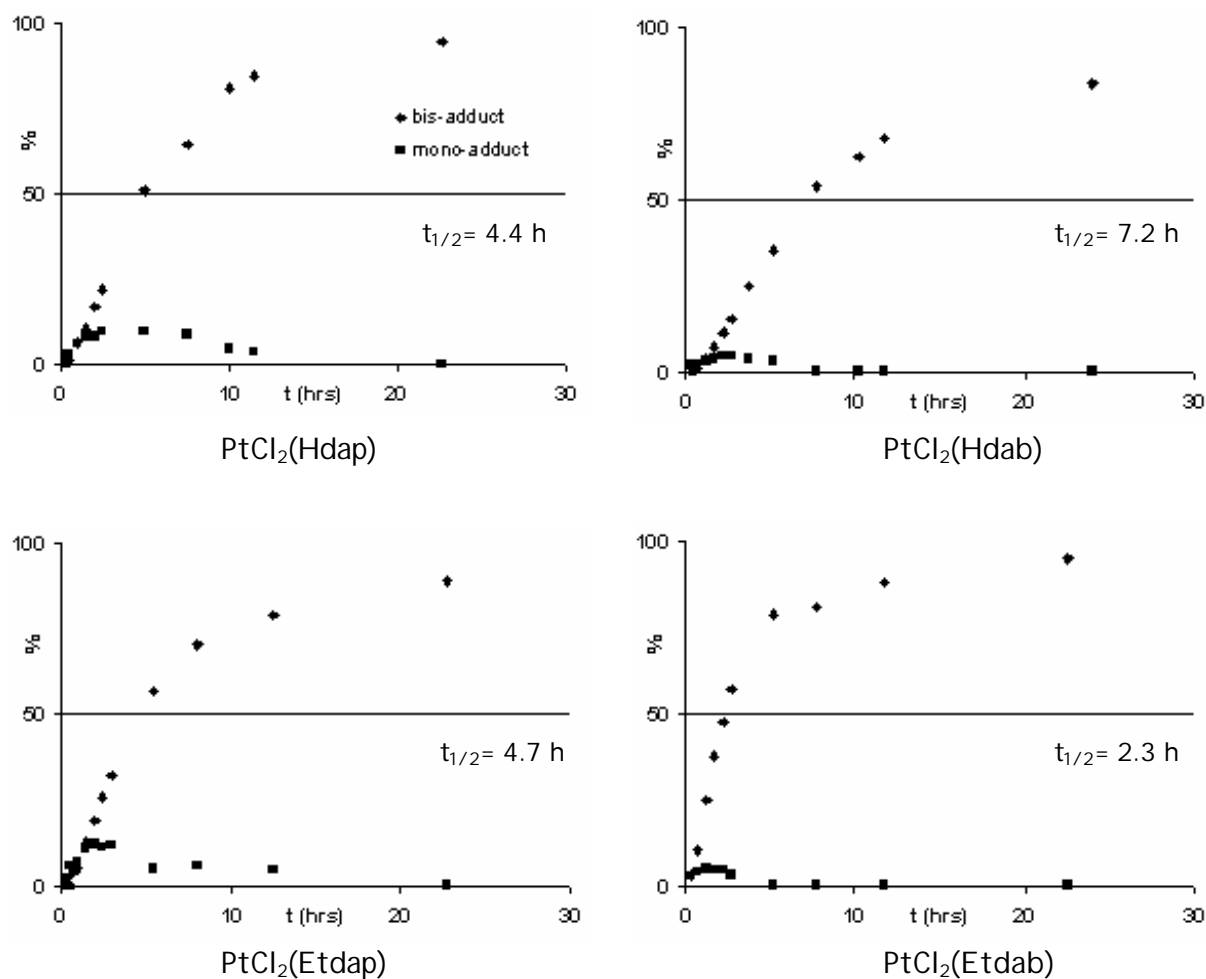 100
%
50
0
0
10
t (hrs)
20
30
bis-adduct
mono-adduct
t1/2= 4.4 h
PtCl2(Hdap)
100
%
50
0
0
10
t (hrs)
20
30
t1/2= 7.2 h
PtCl2(Hdab)
100
%
50
0
0
10
t (hrs)
20
30
t1/2= 4.7 h
PtCl2(Etdap)
100
%
50
0
0
10
t (hrs)
20
30
t1/2= 2.3 h
PtCl2(Etdab)